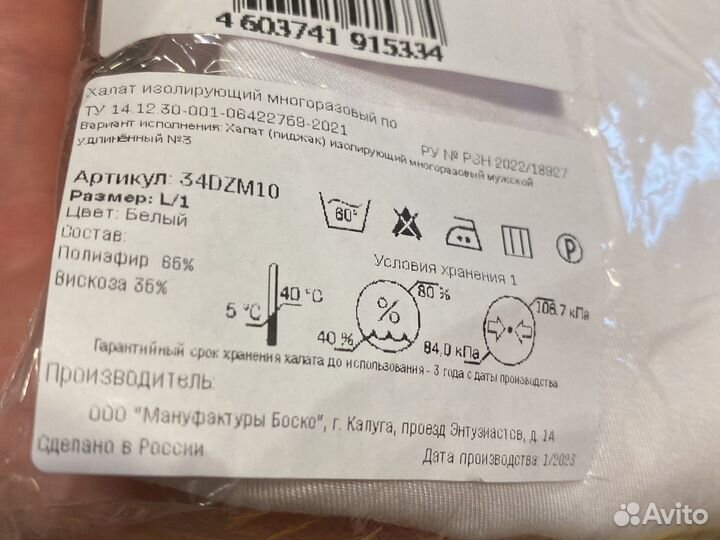 4 603741 915334
Халат изолирующий многоразовый по
ТУ 14.12.30-001-06422769-2021
Вариант исполнения: Халат (пиджак) изолирующий многоразовый мужской
удлинённый №3
РУ № РЗН 2022/18927
Артикул: 34DZM10
Размер: L/1
Цвет: Белый
Состав:
Полиэфир 65%
Вискоза 35%
60°
P
Условия хранения 1
5 °C 40 °C
% 80 % 40 %
106.7 кПа 84.0 кПа
Гарантийный срок хранения халата до использования - 3 года с даты производства
Производитель:
ООО "Мануфактуры Боско", г. Калуга, проезд Энтузиастов, д. 1А
Сделано в России
Дата производства: 1/2023
Avito